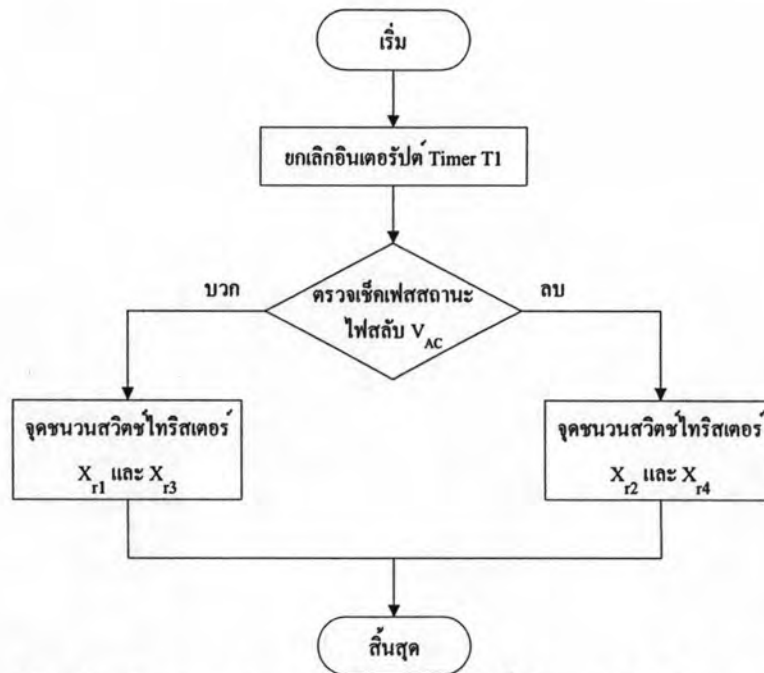 เริ่ม
ยกเลิกอินเตอรัปต์ Timer T1
บวก
ตรวจเช็คเฟสสถานะ
ไฟสลับ V_AC
ลบ
จุดชนวนสวิตช์ไทริสเตอร์
X_r1 และ X_r3
จุดชนวนสวิตช์ไทริสเตอร์
X_r2 และ X_r4
สิ้นสุด